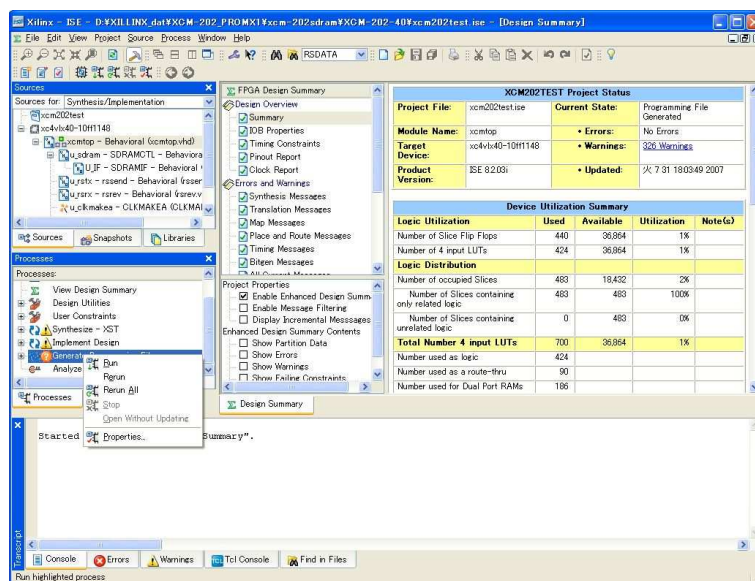 Xilinx - ISE - D:¥XILLINX_dat¥XCM-202_PROMX1¥xcm-202sdram¥XCM-202-40¥xcm202test.ise - [Design Summary]
File Edit View Project Source Process Window Help
RSDATA
Sources
Sources for: Synthesis/Implementation
xcm202test
xc4vlx40-10ff1148
xcmtop - Behavioral (xcmtop.vhd)
u_sdram - SDRAMCTL - Behaviora
U_IF - SDRAMIF - Behavioral
u_rstx - rssend - Behavioral (rsser
u_rsrx - rsrev - Behavioral (rsrev.v
u_clkmakea - CLKMAKEA (CLKMAI
Sources
Snapshots
Libraries
Processes
Processes:
View Design Summary
Design Utilities
User Constraints
Synthesize - XST
Implement Design
Generate
Analyze
Run
Rerun
Rerun All
Stop
Open Without Updating
Properties...
Processes
FPGA Design Summary
Design Overview
Summary
IOB Properties
Timing Constraints
Pinout Report
Clock Report
Errors and Warnings
Synthesis Messages
Translation Messages
Map Messages
Place and Route Messages
Timing Messages
Bitgen Messages
All Current Messages
Project Properties
Enable Enhanced Design Summ
Enable Message Filtering
Display Incremental Messsages
Enhanced Design Summary Contents
Show Partition Data
Show Errors
Show Warnings
Show Failing Constraints
Design Summary
XCM202TEST Project Status
Project File: xcm202test.ise Current State: Programming File Generated
Module Name: xcmtop • Errors: No Errors
Target Device: xc4vlx40-10ff1148 • Warnings: 326 Warnings
Product Version: ISE 8.2.03i • Updated: 火 7 31 18:03:49 2007
Device Utilization Summary
Logic Utilization Used Available Utilization Note(s)
Number of Slice Flip Flops 440 36,864 1%
Number of 4 input LUTs 424 36,864 1%
Logic Distribution
Number of occupied Slices 483 18,432 2%
Number of Slices containing only related logic 483 483 100%
Number of Slices containing unrelated logic 0 483 0%
Total Number 4 input LUTs 700 36,864 1%
Number used as logic 424
Number used as a route-thru 90
Number used for Dual Port RAMs 186
Started
Summary".
Transcript
Console
Errors
Warnings
Tcl Console
Find in Files
Run highlighted process